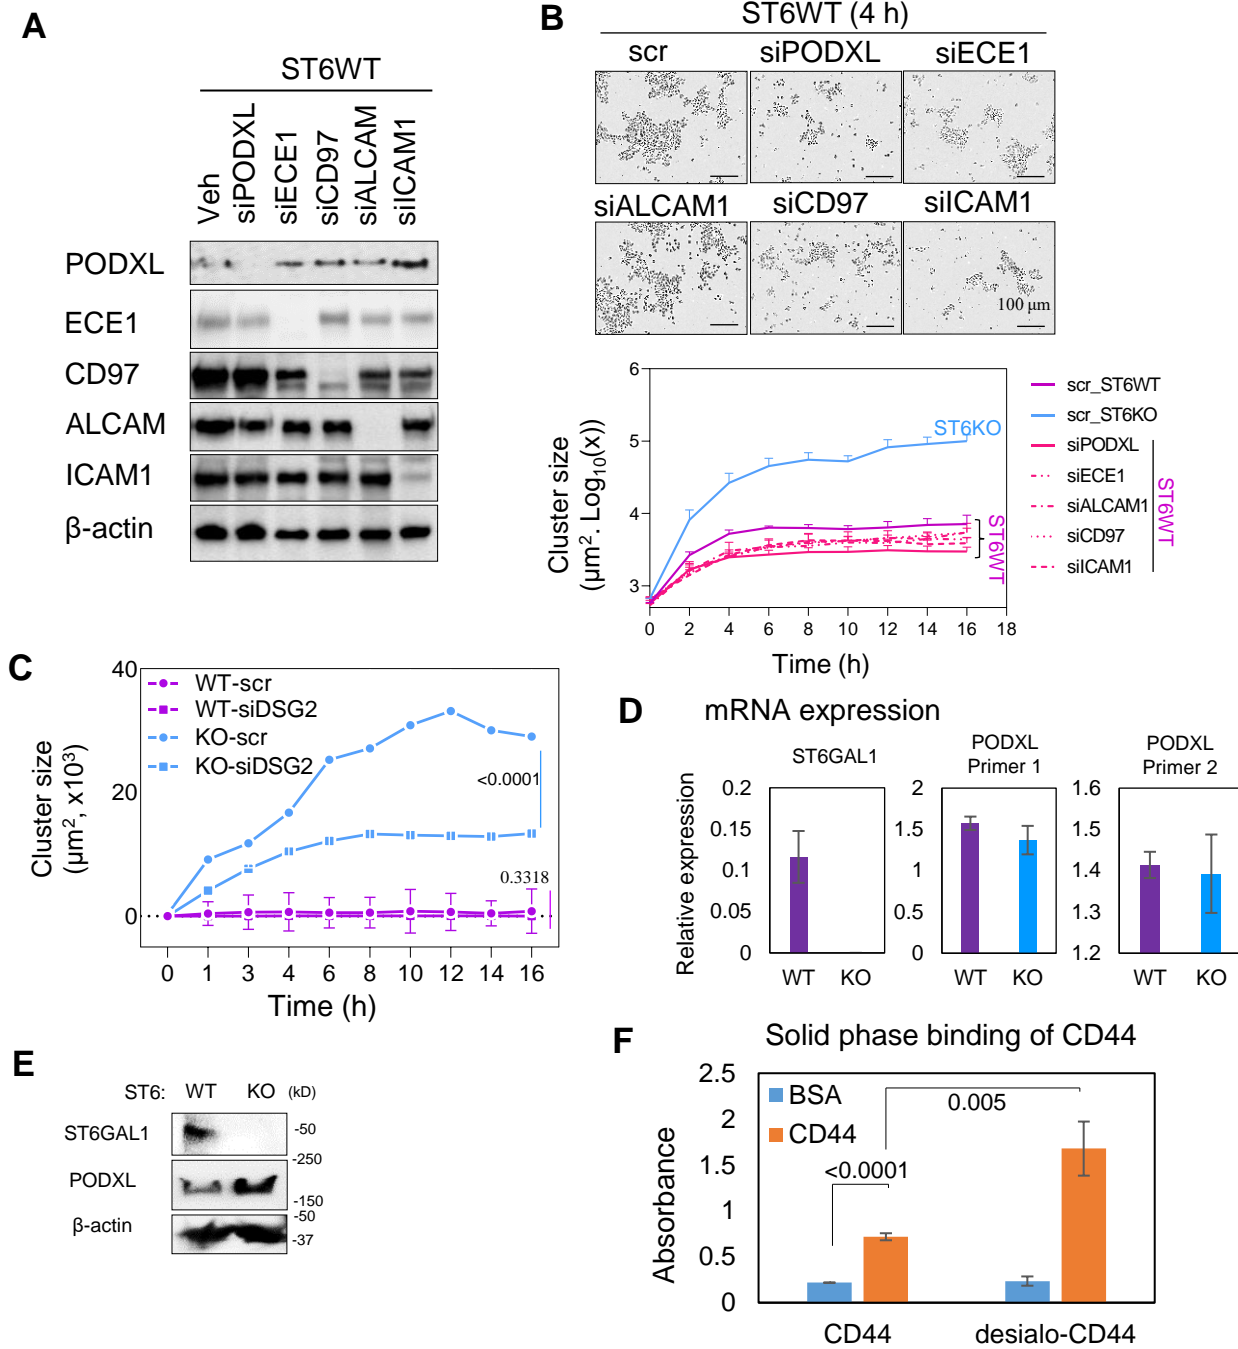 A
ST6WT
Veh
siPODXL
siECE1
siCD97
siALCAM
siICAM1
PODXL
ECE1
CD97
ALCAM
ICAM1
β-actin
B
ST6WT (4 h)
scr
siPODXL
siECE1
siALCAM1
siCD97
siICAM1
100 μm
6
5
4
3
Cluster size
(μm². Log₁₀(x))
ST6KO
ST6WT
0 2 4 6 8 10 12 14 16 18
Time (h)
scr_ST6WT
scr_ST6KO
siPODXL
siECE1
siALCAM1
siCD97
siICAM1
ST6WT
C
40
20
0
Cluster size
(μm², x10³)
WT-scr
WT-siDSG2
KO-scr
KO-siDSG2
<0.0001
0.3318
0 1 3 4 6 8 10 12 14 16
Time (h)
D
mRNA expression
Relative expression
ST6GAL1
0.2
0.15
0.1
0.05
0
WT KO
PODXL
Primer 1
2
1.5
1
0.5
0
WT KO
PODXL
Primer 2
1.6
1.5
1.4
1.3
1.2
WT KO
E
ST6: WT KO (kD)
ST6GAL1
-50
-250
PODXL
-150
-50
β-actin
-37
F
Solid phase binding of CD44
Absorbance
2.5
2
1.5
1
0.5
0
BSA
CD44
<0.0001
0.005
CD44 desialo-CD44